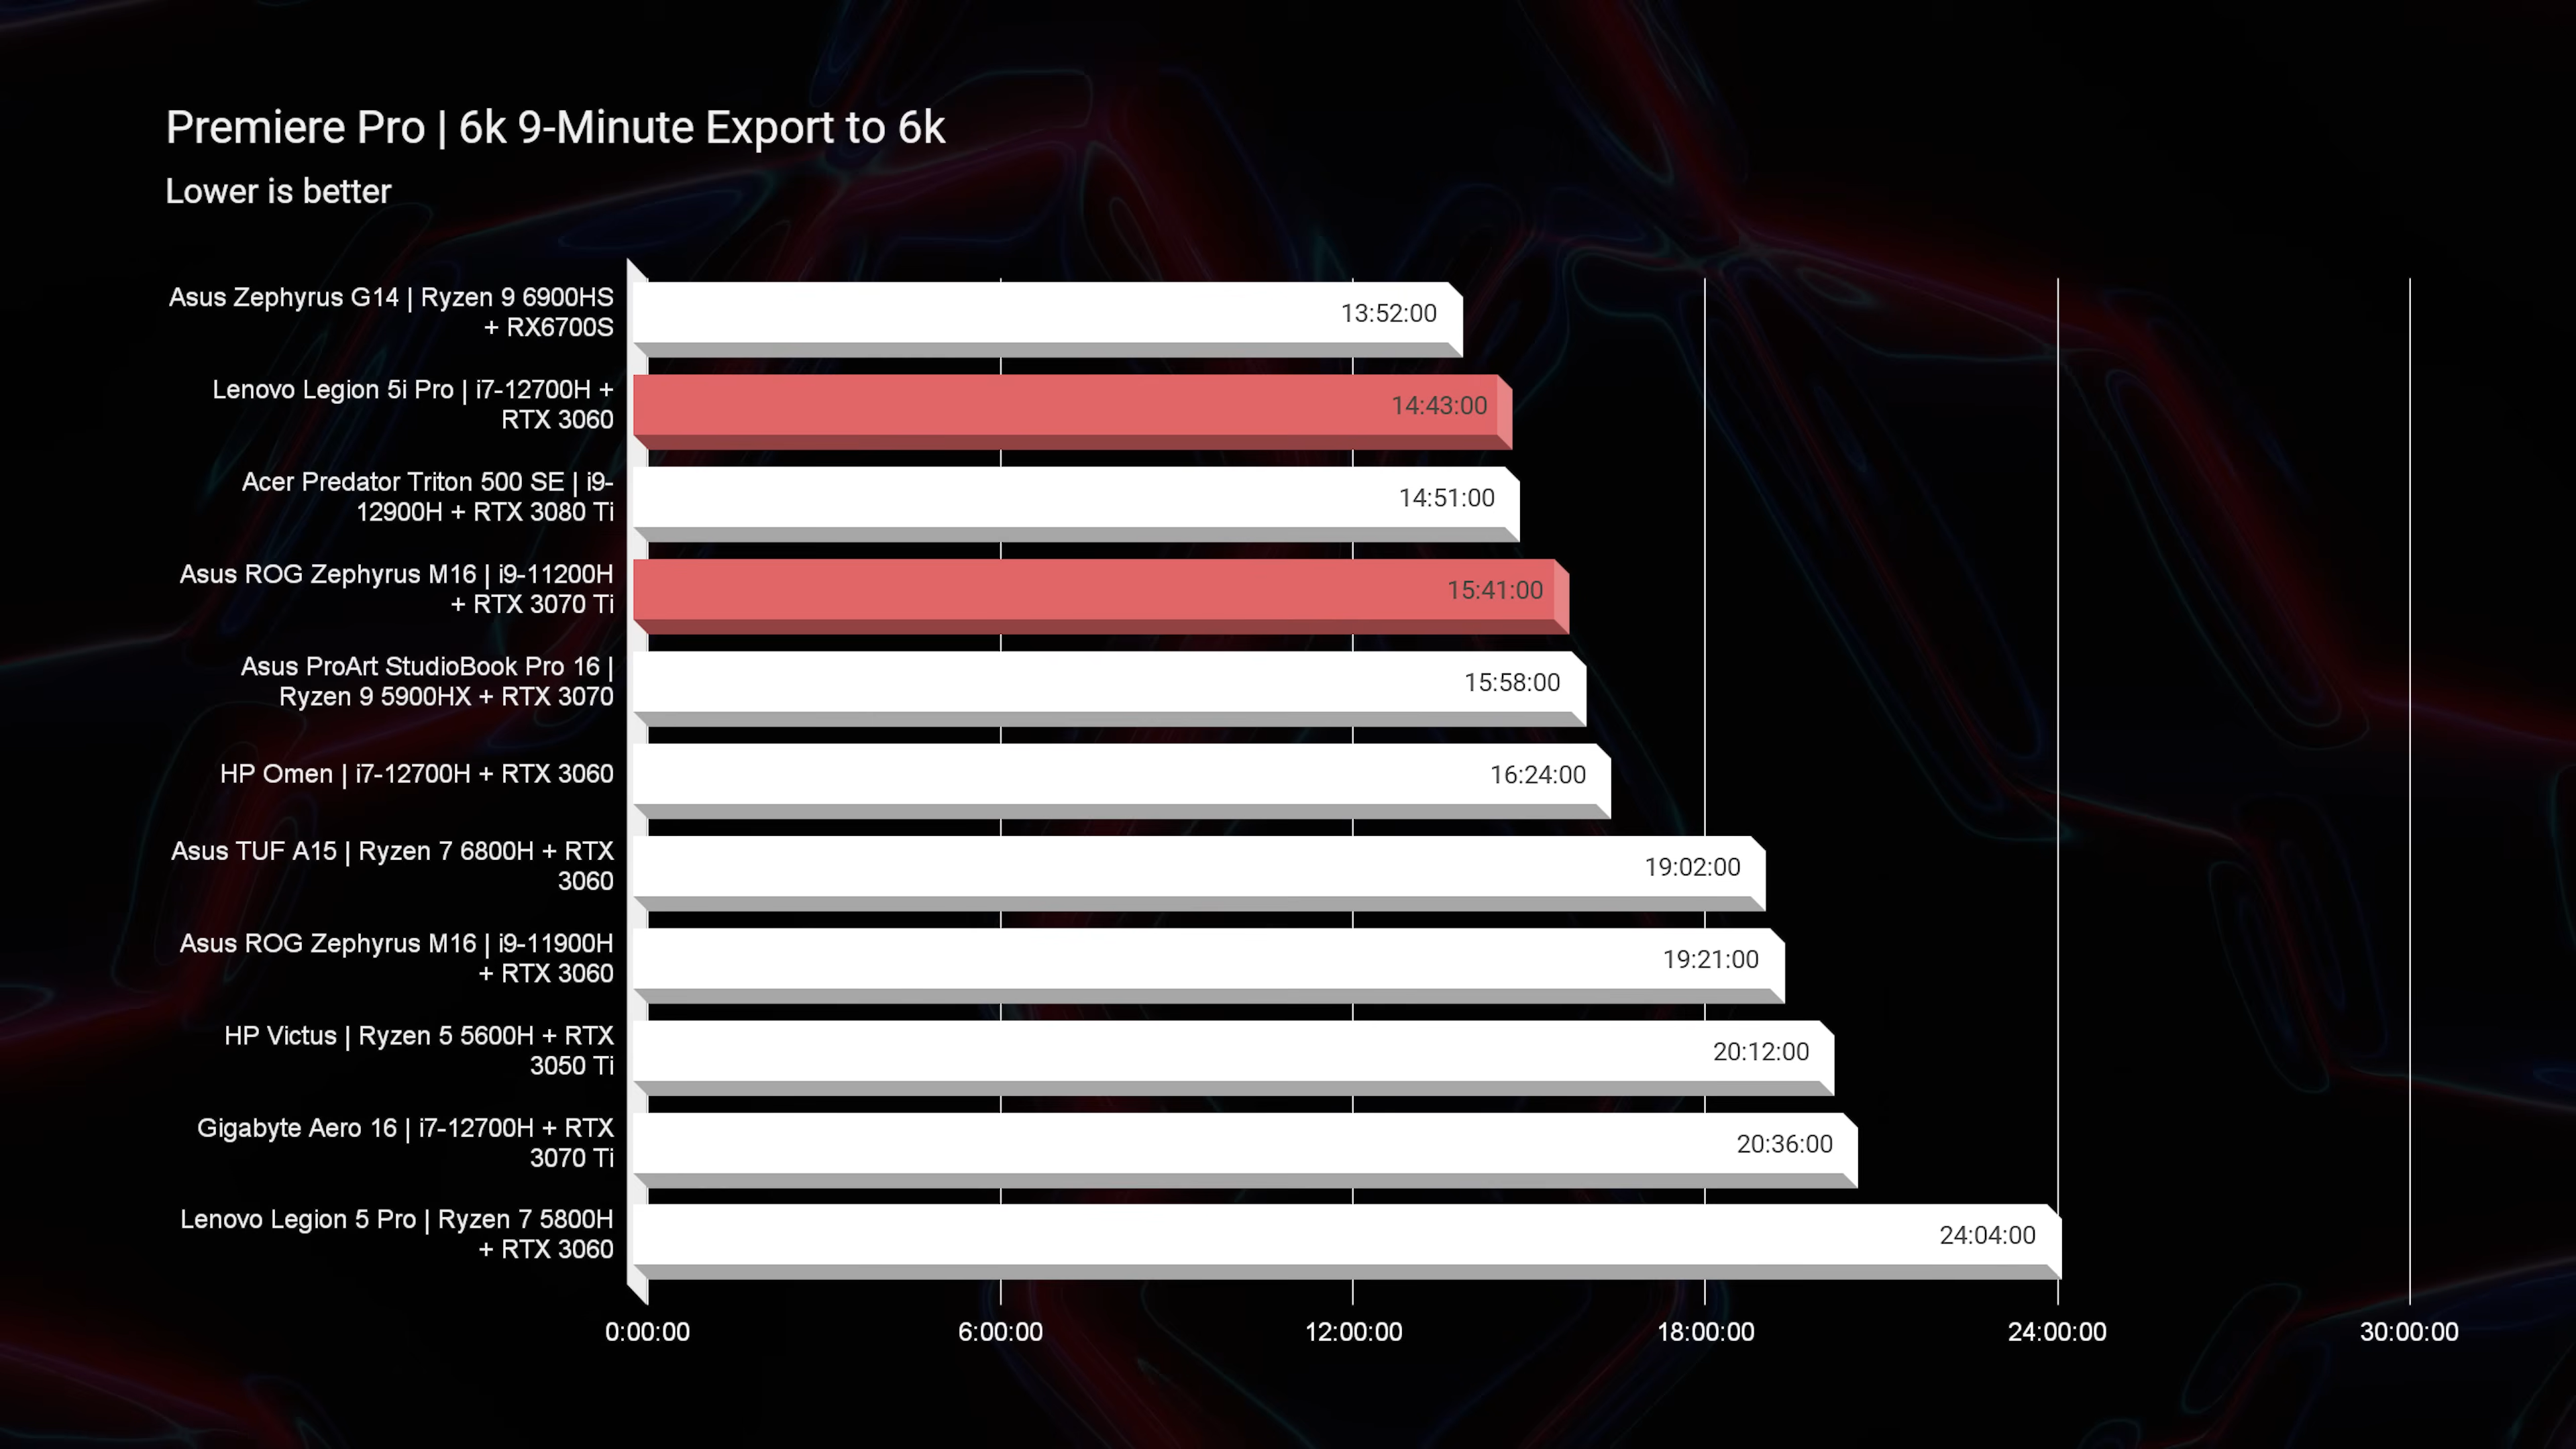 Premiere Pro | 6k 9-Minute Export to 6k
Lower is better
Asus Zephyrus G14 | Ryzen 9 6900HS
+ RX6700S
13:52:00
Lenovo Legion 5i Pro | i7-12700H +
RTX 3060
14:43:00
Acer Predator Triton 500 SE | i9-
12900H + RTX 3080 Ti
14:51:00
Asus ROG Zephyrus M16 | i9-11200H
+ RTX 3070 Ti
15:41:00
Asus ProArt StudioBook Pro 16 |
Ryzen 9 5900HX + RTX 3070
15:58:00
HP Omen | i7-12700H + RTX 3060
16:24:00
Asus TUF A15 | Ryzen 7 6800H + RTX
3060
19:02:00
Asus ROG Zephyrus M16 | i9-11900H
+ RTX 3060
19:21:00
HP Victus | Ryzen 5 5600H + RTX
3050 Ti
20:12:00
Gigabyte Aero 16 | i7-12700H + RTX
3070 Ti
20:36:00
Lenovo Legion 5 Pro | Ryzen 7 5800H
+ RTX 3060
24:04:00
0:00:00 6:00:00 12:00:00 18:00:00 24:00:00 30:00:00